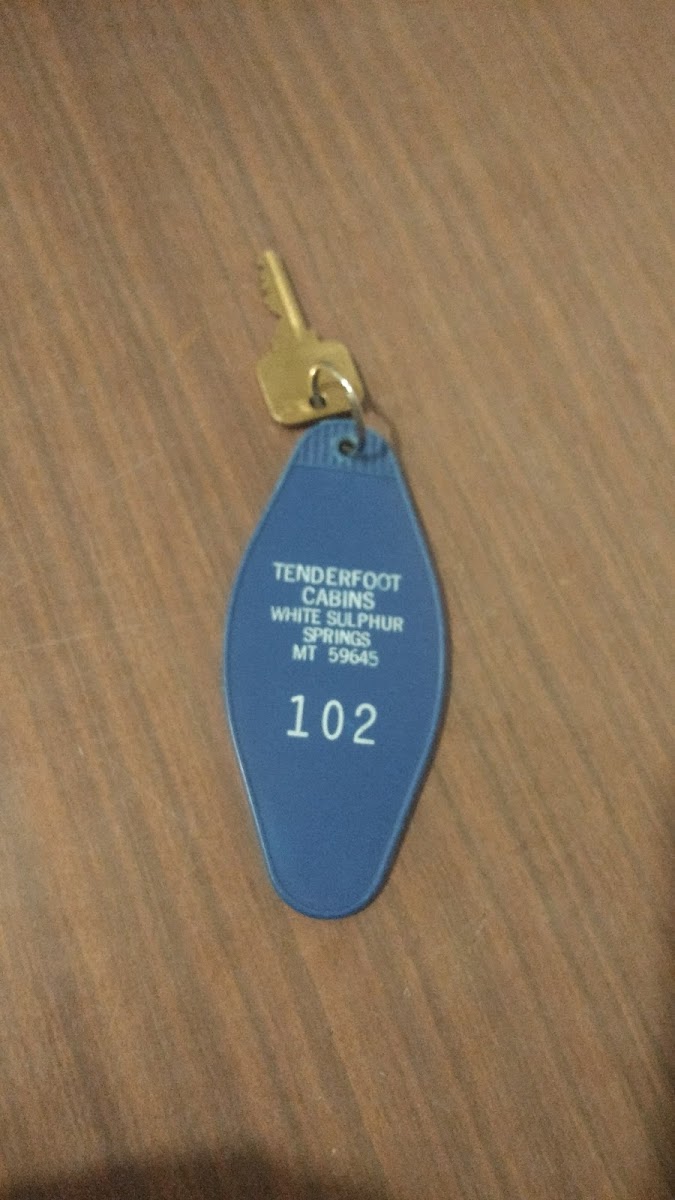 TENDERFOOT
CABINS
WHITE SULPHUR
SPRINGS
MT 59645
102